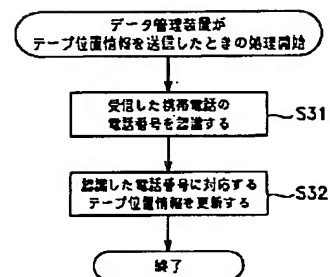 データ管理装置が
テープ位置情報を送信したときの処理開始
受信した携帯電話の
電話番号を認識する
S31
認識した電話番号に対応する
テープ位置情報を更新する
S32
終了